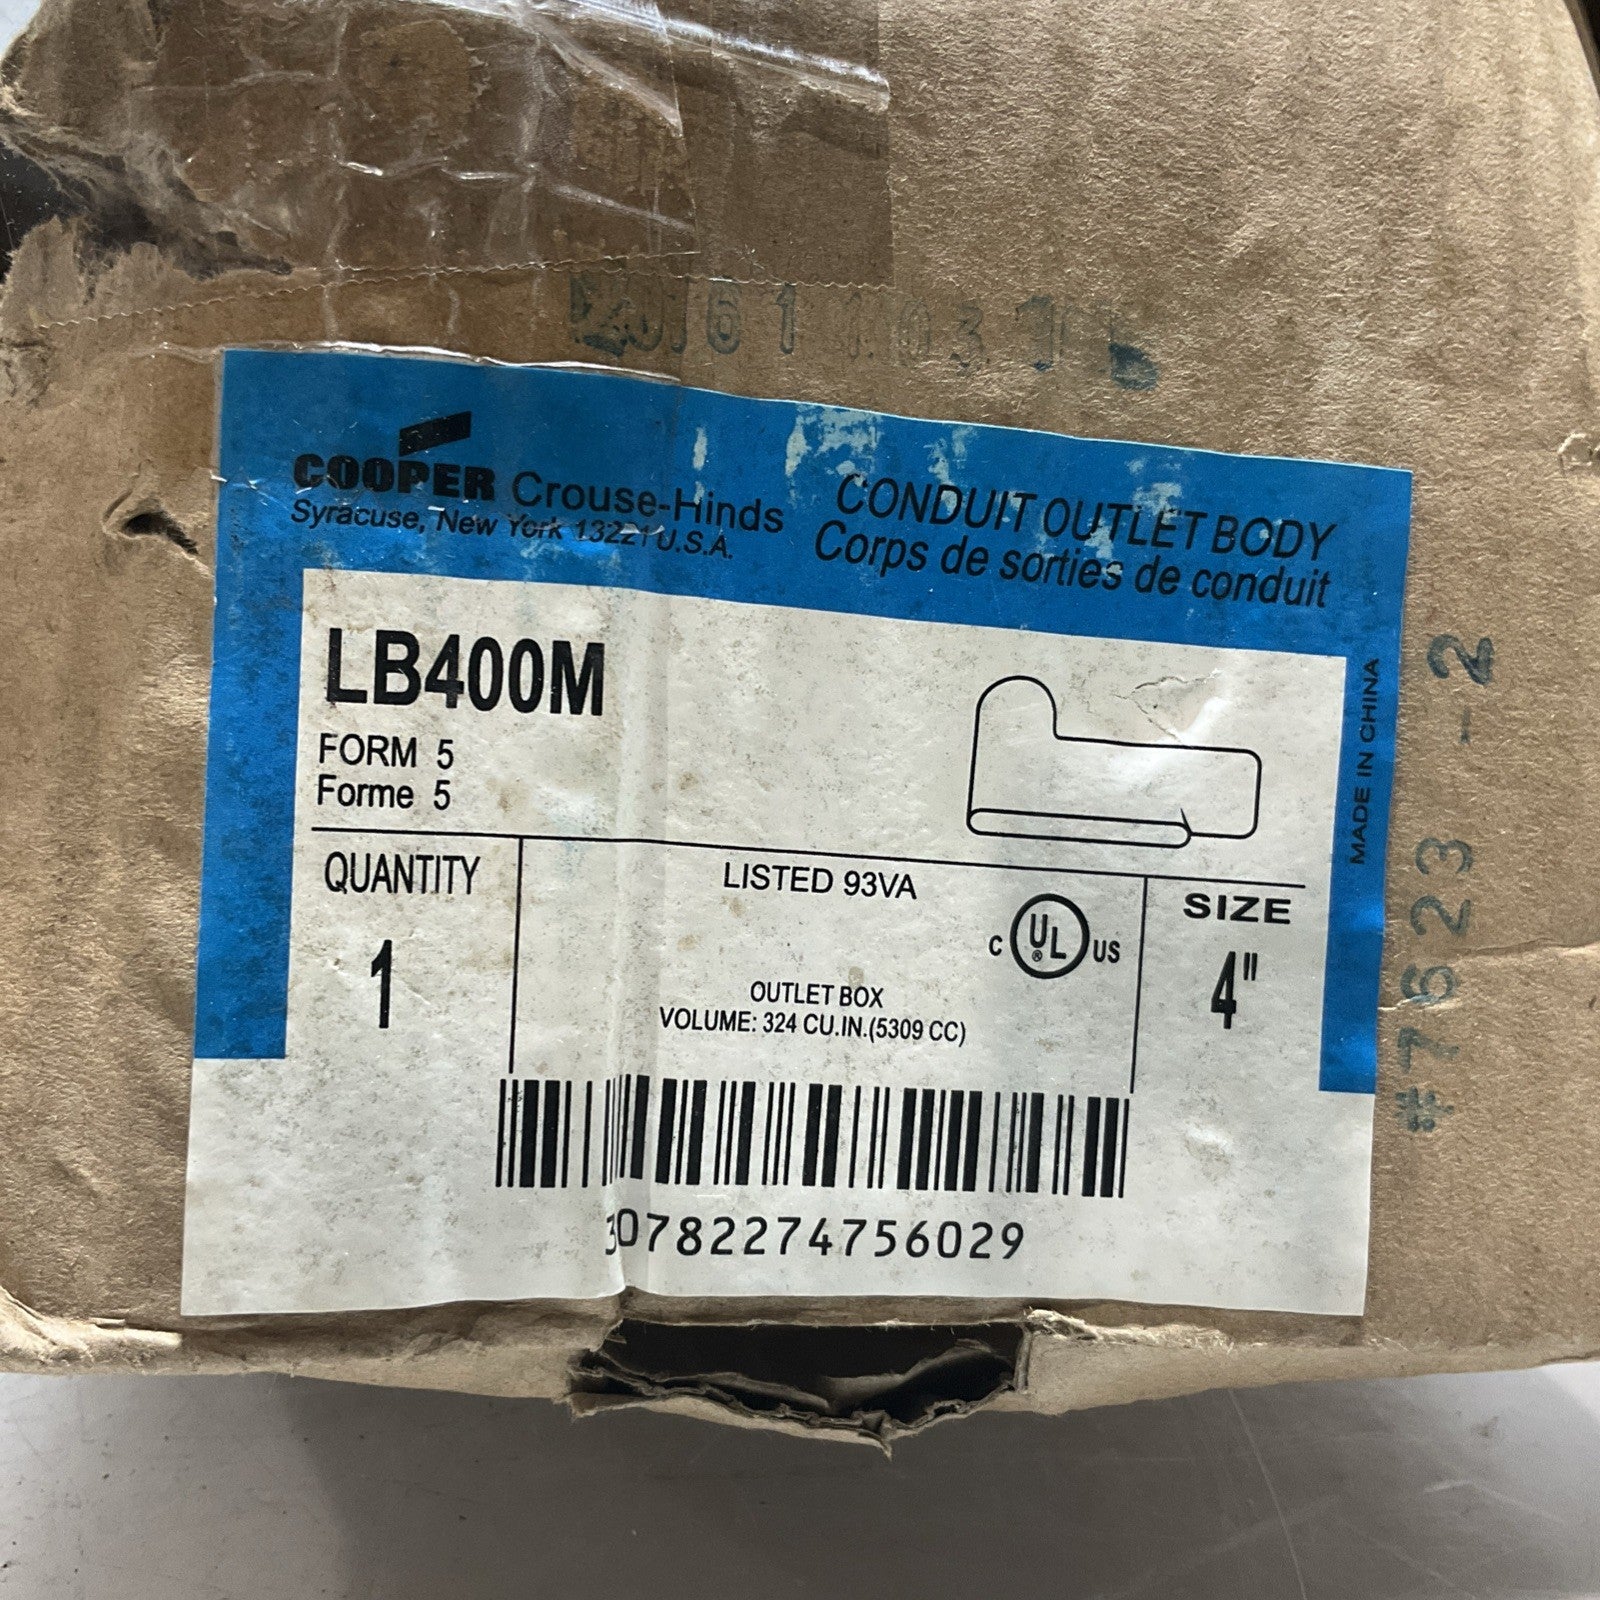 COOPER Crouse-Hinds
Syracuse, New York 13221 U.S.A.
CONDUIT OUTLET BODY
Corps de sorties de conduit
LB400M
FORM 5
Forme 5
MADE IN CHINA
QUANTITY
1
LISTED 93VA
C UL® US
OUTLET BOX
VOLUME: 324 CU.IN.(5309 CC)
SIZE
4"
30782274756029
#7623-2